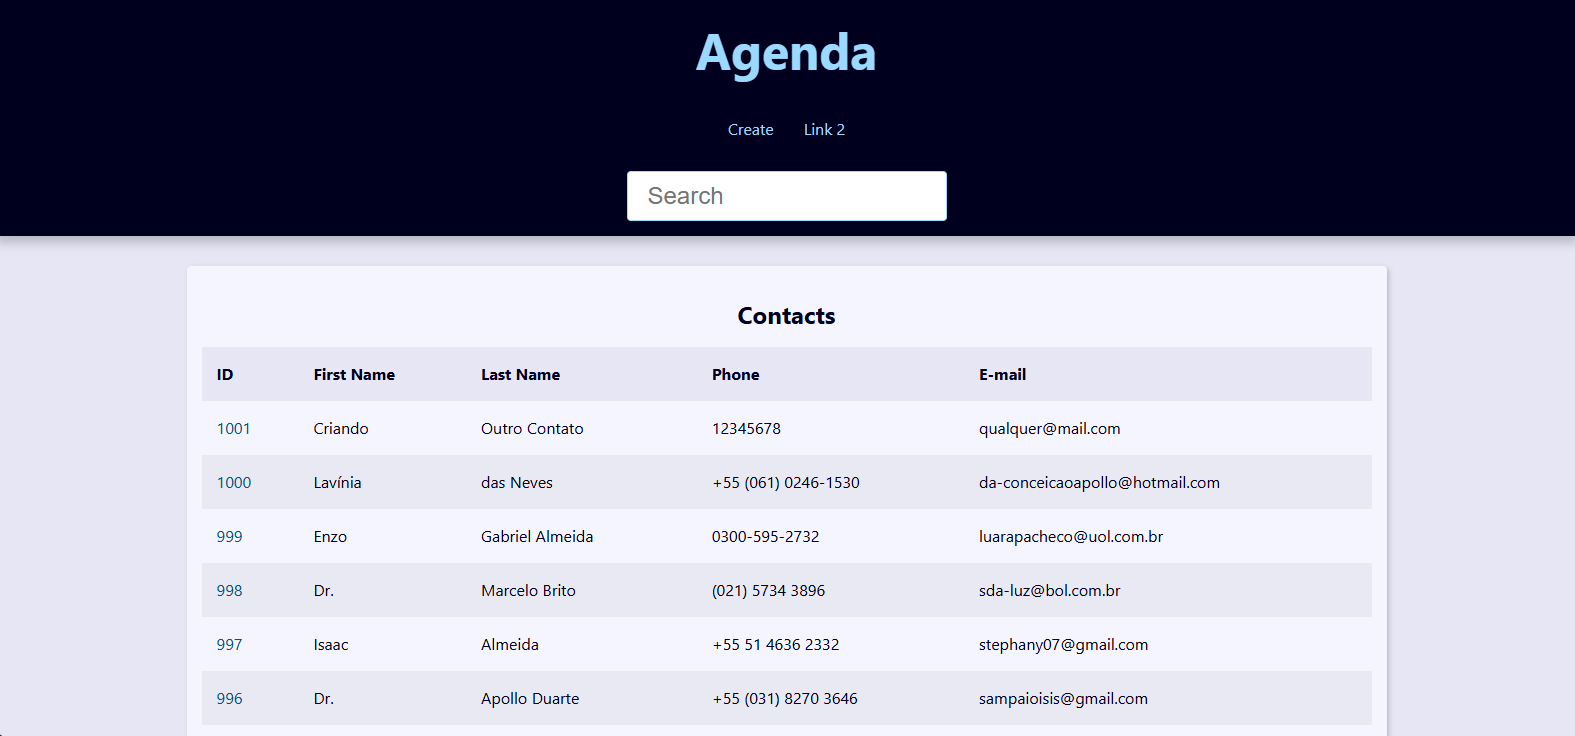 Agenda
Create Link 2
Search
Contacts
ID First Name Last Name Phone E-mail
1001 Criando Outro Contato 12345678 qualquer@mail.com
1000 Lavínia das Neves +55 (061) 0246-1530 da-conceicaoapollo@hotmail.com
999 Enzo Gabriel Almeida 0300-595-2732 luarapacheco@uol.com.br
998 Dr. Marcelo Brito (021) 5734 3896 sda-luz@bol.com.br
997 Isaac Almeida +55 51 4636 2332 stephany07@gmail.com
996 Dr. Apollo Duarte +55 (031) 8270 3646 sampaioisis@gmail.com